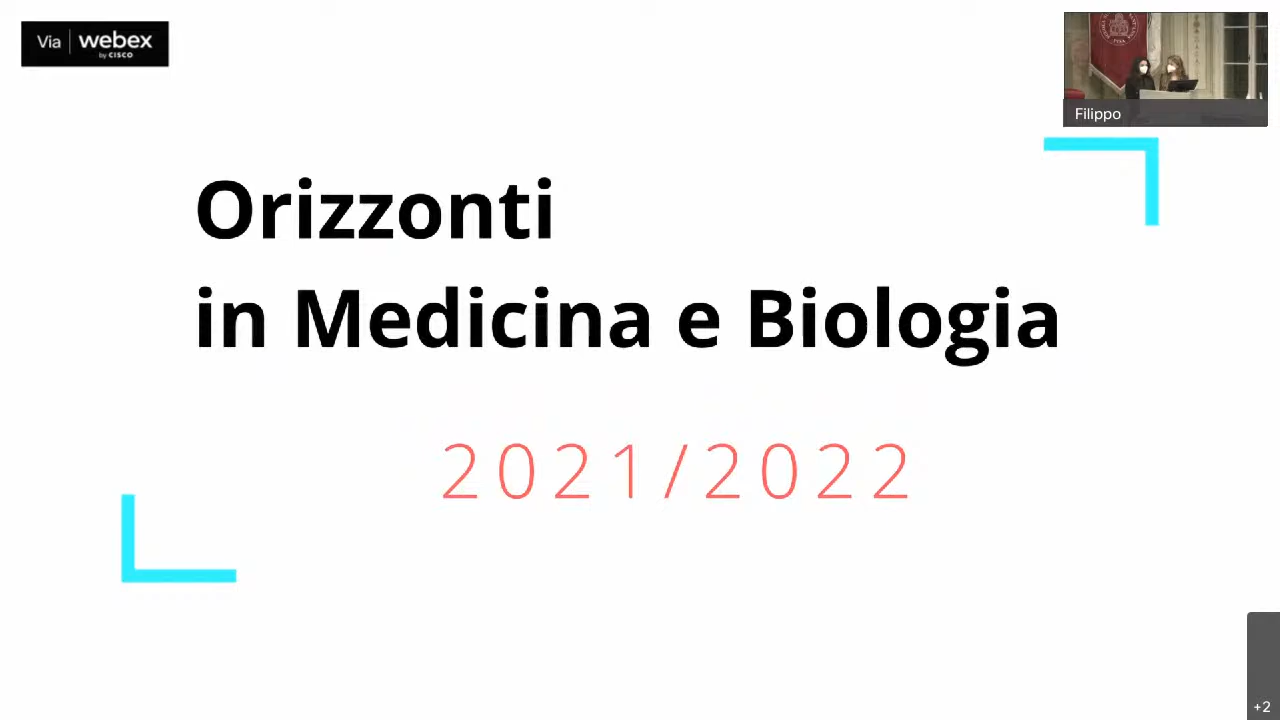 Via webex
by CISCO
Filippo
Orizzonti
in Medicina e Biologia
2021/2022
+2